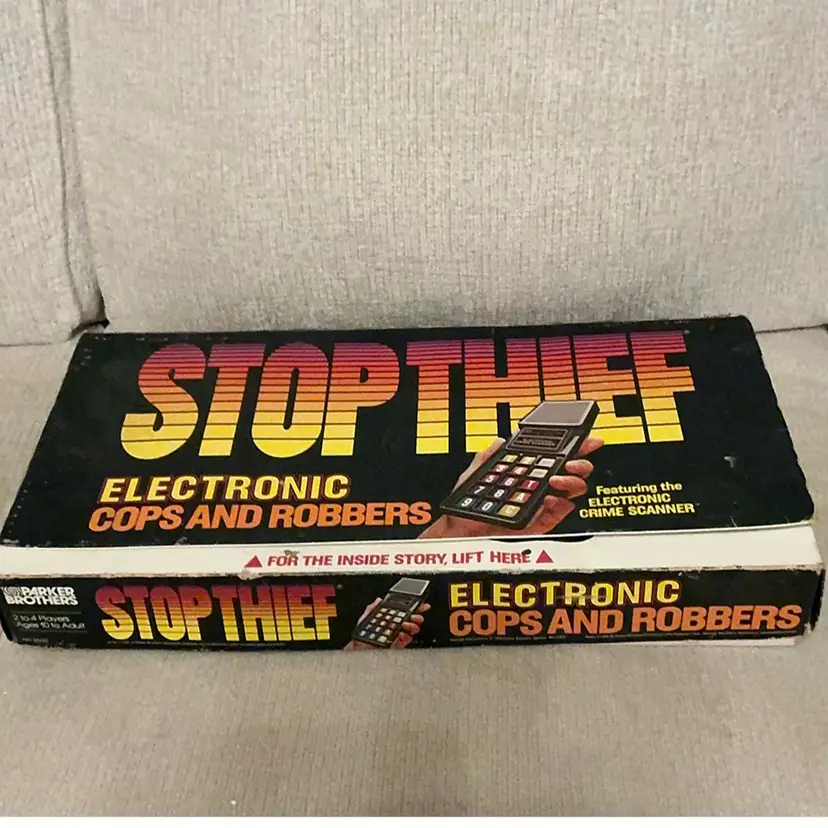 STOP THIEF
ELECTRONIC
COPS AND ROBBERS
Featuring the
ELECTRONIC
CRIME SCANNER
▲ FOR THE INSIDE STORY, LIFT HERE ▲
PARKER
BROTHERS
2 to 4 Players
Ages 10 to Adult
STOP THIEF
ELECTRONIC
COPS AND ROBBERS